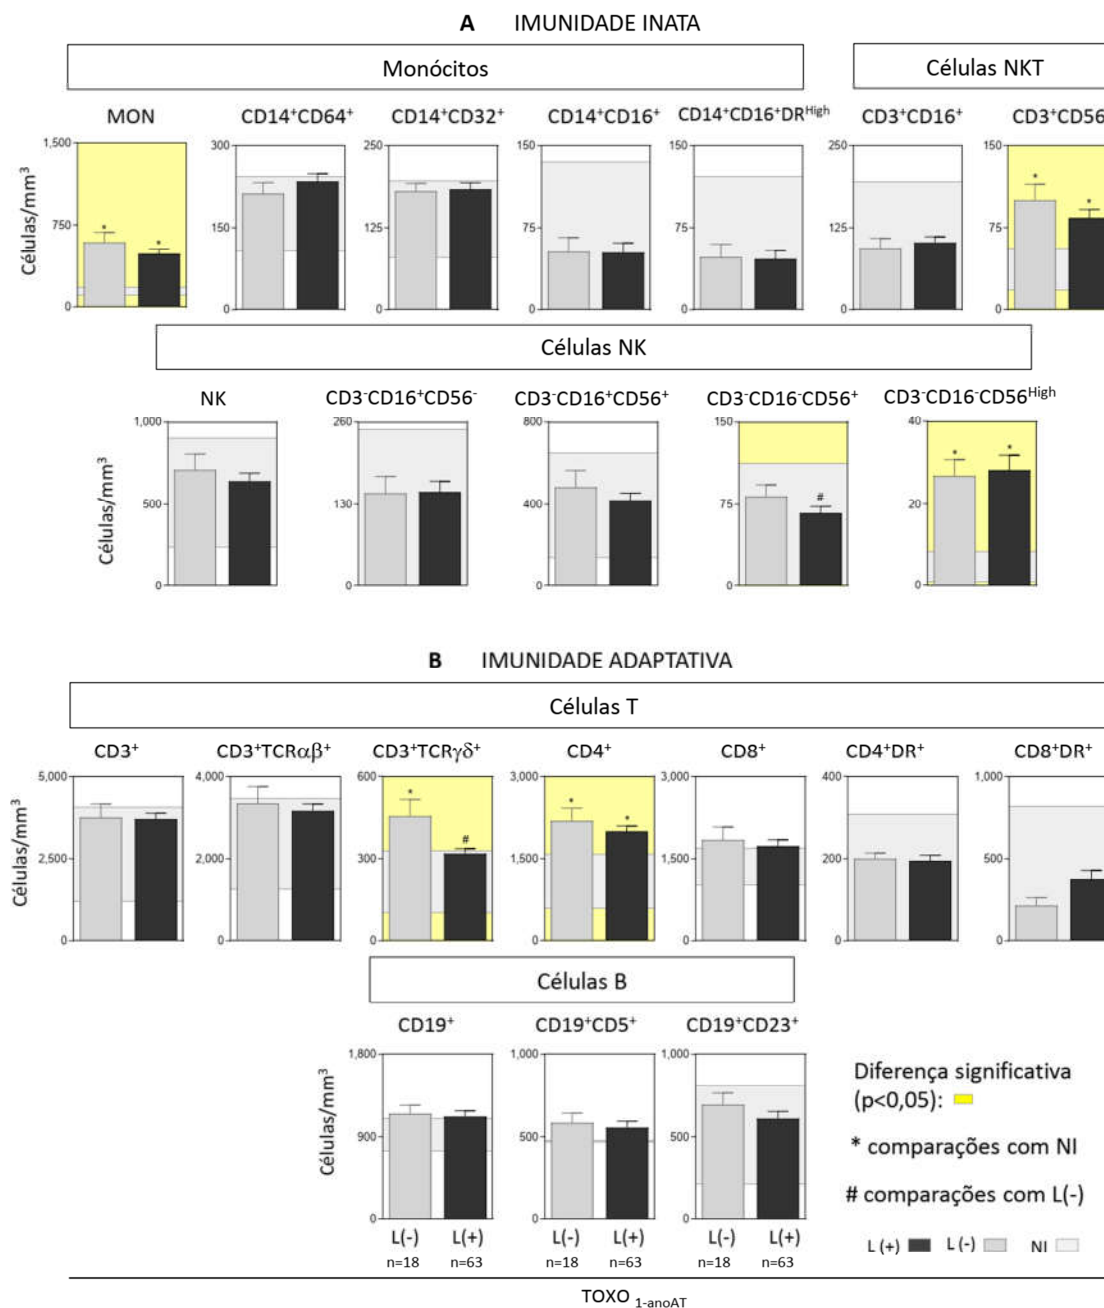 A IMUNIDADE INATA
Monócitos Células NKT
MON CD14⁺CD64⁺ CD14⁺CD32⁺ CD14⁺CD16⁺ CD14⁺CD16⁺DR^High CD3⁺CD16⁺ CD3⁺CD56
Células/mm³
1,500 300 250 150 150 250 150
750 150 125 75 75 125 75
0 0 0 0 0 0 0
* * * *
Células NK
NK CD3⁻CD16⁺CD56⁻ CD3⁻CD16⁺CD56⁺ CD3⁻CD16⁻CD56⁺ CD3⁻CD16⁻CD56^High
Células/mm³
1,000 260 800 150 40
500 130 400 75 20
0 0 0 0 0
# * *
B IMUNIDADE ADAPTATIVA
Células T
CD3⁺ CD3⁺TCRαβ⁺ CD3⁺TCRγδ⁺ CD4⁺ CD8⁺ CD4⁺DR⁺ CD8⁺DR⁺
Células/mm³
5,000 4,000 600 3,000 3,000 400 1,000
2,500 2,000 300 1,500 1,500 200 500
0 0 0 0 0 0 0
* # * *
Células B
CD19⁺ CD19⁺CD5⁺ CD19⁺CD23⁺
Células/mm³
1,800 1,000 1,000
900 500 500
0 0 0
L(-) L(+) L(-) L(+) L(-) L(+)
n=18 n=63 n=18 n=63 n=18 n=63
Diferença significativa
(p<0,05):
* comparações com NI
# comparações com L(-)
L (+) L (-) NI
TOXO 1-anoAT